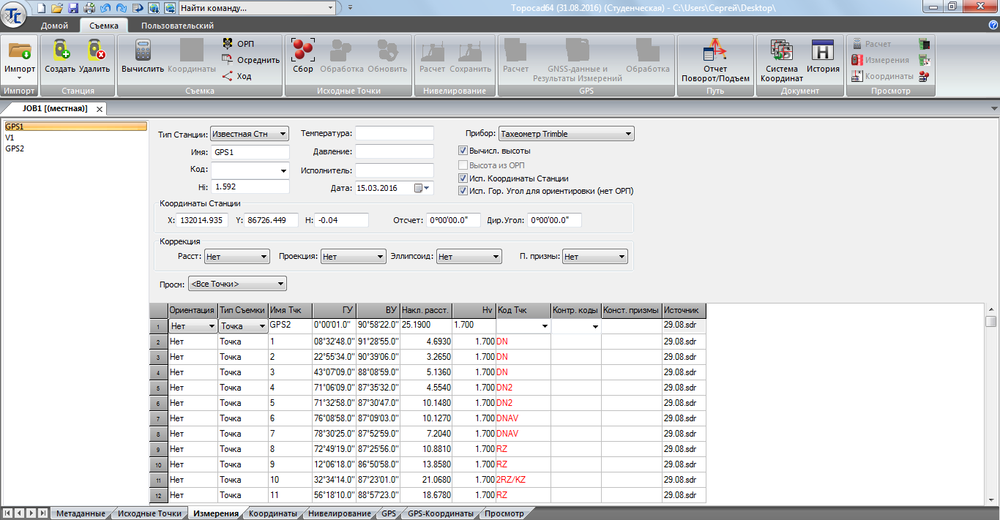 Найти команду...
Topocad64 (31.08.2016) (Студенческая) - C:\Users\Сергей\Desktop\
Домой Съемка Пользовательский
Импорт Создать Удалить Вычислить Координаты ОРП Осреднить Ход Сбор Обработка Обновить Расчет Сохранить Расчет GNSS-данные и Результаты Измерений Обработка Отчет Поворот/Подъем Система Координат История Расчет Измерения Координаты
Импорт Станция Съемка Исходные Точки Нивелирование GPS Путь Документ Просмотр
JOB1 [(местная)]
GPS1
V1
GPS2
Тип Станции: Известная Стн Температура: Прибор: Тахеометр Trimble
Имя: GPS1 Давление: Вычисл. высоты
Код: Исполнитель: Высота из ОРП
Hi: 1.592 Дата: 15.03.2016 Исп. Координаты Станции
Исп. Гор. Угол для ориентировки (нет ОРП)
Координаты Станции
X: 132014.935 Y: 86726.449 H: -0.04 Отсчет: 0°00'00.0" Дир.Угол: 0°00'00.0"
Коррекция
Расст: Нет Проекция: Нет Эллипсоид: Нет П. призмы: Нет
Просм: <Все Точки>
Ориентация Тип Съемки Имя Тчк ГУ ВУ Накл. расст. Hv Код Тчк Контр. коды Конст. призмы Источник
1 Нет Точка GPS2 0°00'01.0" 90°58'22.0" 25.1900 1.700 29.08.sdr
2 Нет Точка 1 08°32'48.0" 91°28'55.0" 4.6930 1.700 DN 29.08.sdr
3 Нет Точка 2 22°55'34.0" 90°39'06.0" 3.2650 1.700 DN 29.08.sdr
4 Нет Точка 3 43°07'09.0" 88°08'59.0" 5.1360 1.700 DN 29.08.sdr
5 Нет Точка 4 71°06'09.0" 87°35'32.0" 4.5540 1.700 DN2 29.08.sdr
6 Нет Точка 5 71°32'58.0" 87°30'47.0" 10.1480 1.700 DN2 29.08.sdr
7 Нет Точка 6 76°08'58.0" 87°09'03.0" 10.1270 1.700 DNAV 29.08.sdr
8 Нет Точка 7 78°30'25.0" 87°52'59.0" 7.2040 1.700 DNAV 29.08.sdr
9 Нет Точка 8 72°49'19.0" 87°25'56.0" 10.8810 1.700 RZ 29.08.sdr
10 Нет Точка 9 12°06'18.0" 86°50'58.0" 13.8580 1.700 RZ 29.08.sdr
11 Нет Точка 10 32°34'14.0" 87°23'01.0" 21.0680 1.700 2RZ/KZ 29.08.sdr
12 Нет Точка 11 56°18'10.0" 88°57'23.0" 18.6780 1.700 RZ 29.08.sdr
Метаданные Исходные Точки Измерения Координаты Нивелирование GPS GPS-Координаты Просмотр